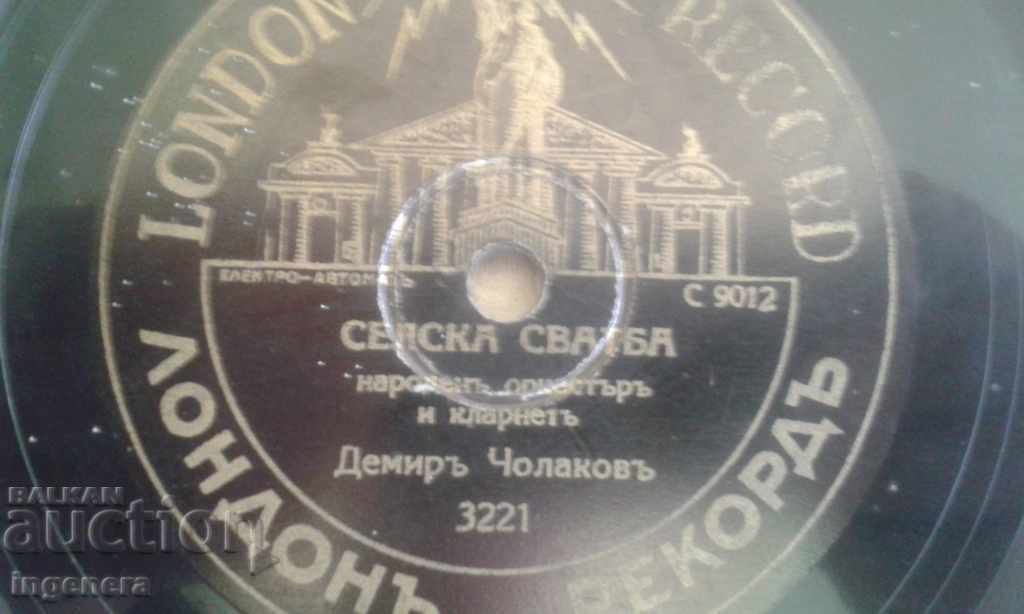 LONDON RECORD
ЕЛЕКТРО-АВТОМАТЪ
С 9012
СЕЛСКА СВАТБА
народенъ оркестъръ
и кларнетъ
Демиръ Чолаковъ
3221
ЛОНДОНЪ РЕКОРДЪ
BALKAN
auction
ingenera